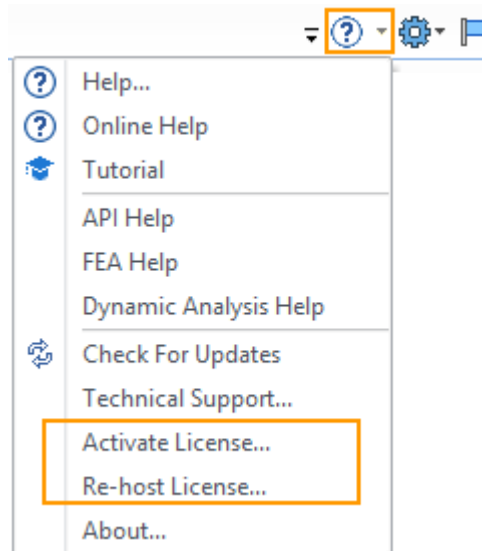 Help...
Online Help
Tutorial
API Help
FEA Help
Dynamic Analysis Help
Check For Updates
Technical Support...
Activate License...
Re-host License...
About...